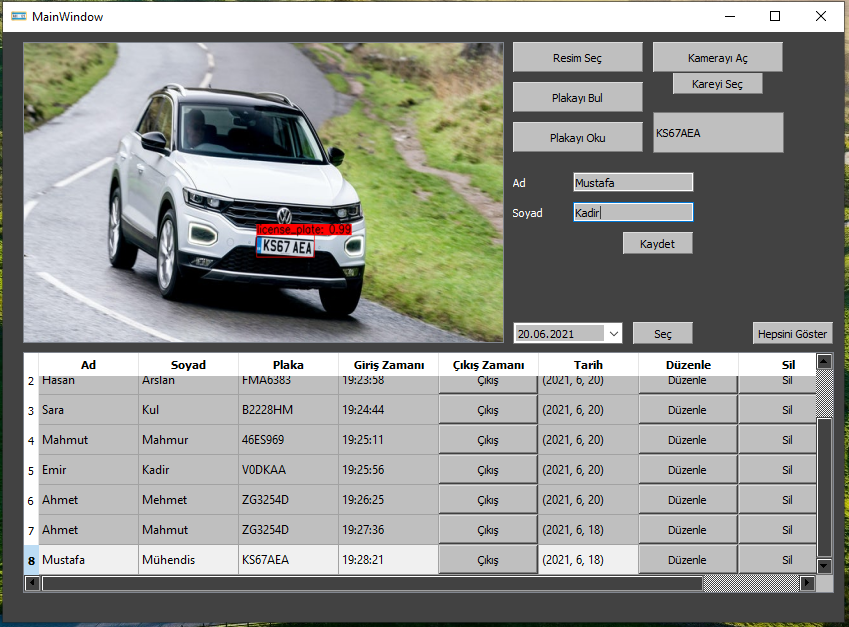 MainWindow
Resim Seç
Kamerayı Aç
Kareyi Seç
Plakayı Bul
Plakayı Oku
KS67AEA
Ad Mustafa
Soyad Kadir
Kaydet
license_plate: 0.99
KS67 AEA
20.06.2021 Seç Hepsini Göster
Ad Soyad Plaka Giriş Zamanı Çıkış Zamanı Tarih Düzenle Sil
2 Hasan Arslan FMA6383 19:23:58 Çıkış (2021, 6, 20) Düzenle Sil
3 Sara Kul B2228HM 19:24:44 Çıkış (2021, 6, 20) Düzenle Sil
4 Mahmut Mahmur 46ES969 19:25:11 Çıkış (2021, 6, 20) Düzenle Sil
5 Emir Kadir V0DKAA 19:25:56 Çıkış (2021, 6, 20) Düzenle Sil
6 Ahmet Mehmet ZG3254D 19:26:25 Çıkış (2021, 6, 20) Düzenle Sil
7 Ahmet Mahmut ZG3254D 19:27:36 Çıkış (2021, 6, 18) Düzenle Sil
8 Mustafa Mühendis KS67AEA 19:28:21 Çıkış (2021, 6, 18) Düzenle Sil